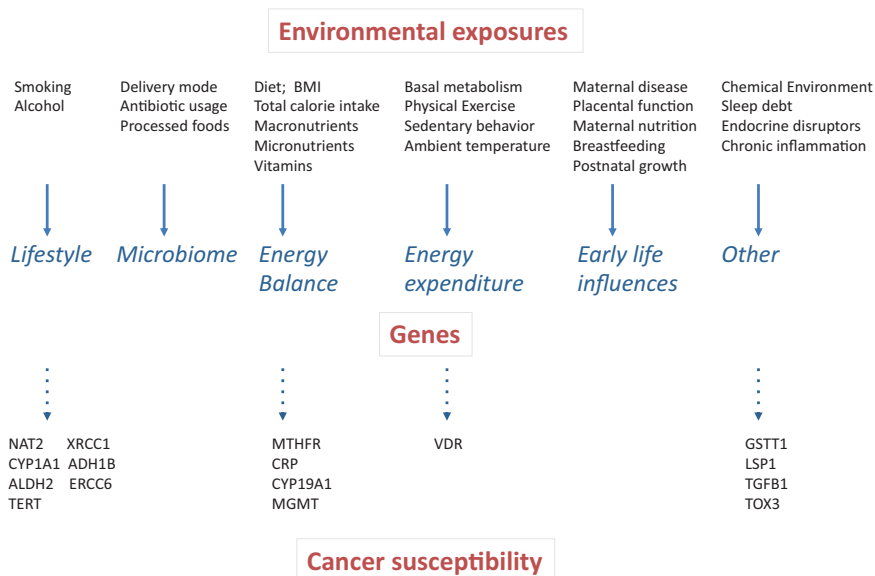 Environmental exposures
Smoking
Alcohol
Delivery mode
Antibiotic usage
Processed foods
Diet; BMI
Total calorie intake
Macronutrients
Micronutrients
Vitamins
Basal metabolism
Physical Exercise
Sedentary behavior
Ambient temperature
Maternal disease
Placental function
Maternal nutrition
Breastfeeding
Postnatal growth
Chemical Environment
Sleep debt
Endocrine disruptors
Chronic inflammation
Lifestyle
Microbiome
Energy
Balance
Energy
expenditure
Early life
influences
Other
Genes
NAT2 XRCC1
CYP1A1 ADH1B
ALDH2 ERCC6
TERT
MTHFR
CRP
CYP19A1
MGMT
VDR
GSTT1
LSP1
TGFB1
TOX3
Cancer susceptibility